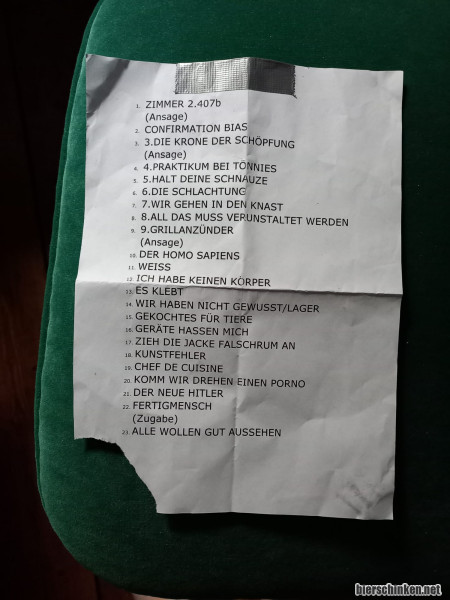 1. ZIMMER 2.407b
(Ansage)
2. CONFIRMATION BIAS
3. 3.DIE KRONE DER SCHÖPFUNG
(Ansage)
4. 4.PRAKTIKUM BEI TÖNNIES
5. 5.HALT DEINE SCHNAUZE
6. 6.DIE SCHLACHTUNG
7. 7.WIR GEHEN IN DEN KNAST
8. 8.ALL DAS MUSS VERUNSTALTET WERDEN
9. 9.GRILLANZÜNDER
(Ansage)
10. DER HOMO SAPIENS
11. WEISS
12. ICH HABE KEINEN KÖRPER
13. ES KLEBT
14. WIR HABEN NICHT GEWUSST/LAGER
15. GEKOCHTES FÜR TIERE
16. GERÄTE HASSEN MICH
17. ZIEH DIE JACKE FALSCHRUM AN
18. KUNSTFEHLER
19. CHEF DE CUISINE
20. KOMM WIR DREHEN EINEN PORNO
21. DER NEUE HITLER
22. FERTIGMENSCH
(Zugabe)
23. ALLE WOLLEN GUT AUSSEHEN
bierschinken.net